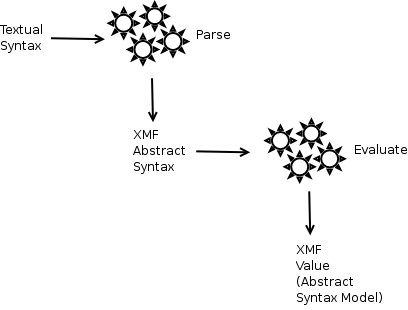 Textual
Syntax
Parse
XMF
Abstract
Syntax
Evaluate
XMF
Value
(Abstract
Syntax Model)